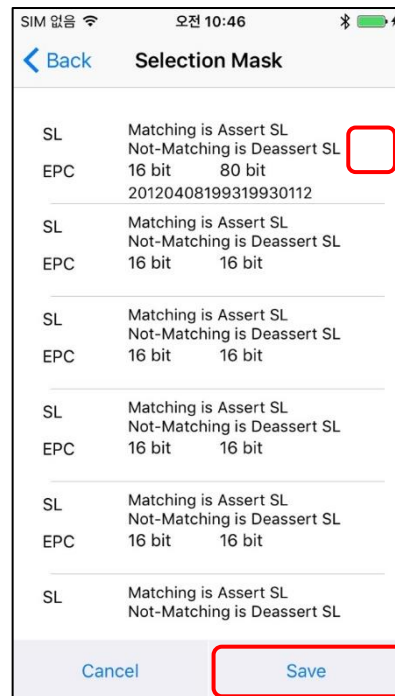 SIM 없음 오전 10:46
Back Selection Mask
SL Matching is Assert SL
Not-Matching is Deassert SL
EPC 16 bit 80 bit
20120408199319930112
SL Matching is Assert SL
Not-Matching is Deassert SL
EPC 16 bit 16 bit
SL Matching is Assert SL
Not-Matching is Deassert SL
EPC 16 bit 16 bit
SL Matching is Assert SL
Not-Matching is Deassert SL
EPC 16 bit 16 bit
SL Matching is Assert SL
Not-Matching is Deassert SL
EPC 16 bit 16 bit
SL Matching is Assert SL
Not-Matching is Deassert SL
Cancel Save